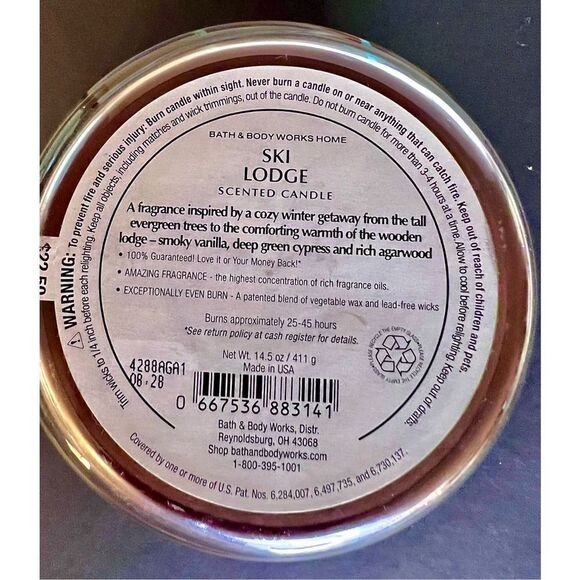 WARNING: To prevent fire and serious injury: Burn candle within sight. Never burn a candle on or near anything that can catch fire. Keep out of reach of children and pets.
Trim wicks to 1/4 inch before each relighting. Keep all objects, including matches and wick trimmings, out of the candle. Do not burn candle for more than 3-4 hours at a time. Allow to cool before relighting. Keep out of drafts.
BATH & BODY WORKS HOME
SKI
LODGE
SCENTED CANDLE
A fragrance inspired by a cozy winter getaway from the tall
evergreen trees to the comforting warmth of the wooden
lodge – smoky vanilla, deep green cypress and rich agarwood
• 100% Guaranteed! Love it or Your Money Back!*
• AMAZING FRAGRANCE - the highest concentration of rich fragrance oils.
• EXCEPTIONALLY EVEN BURN - A patented blend of vegetable wax and lead-free wicks
Burns approximately 25-45 hours
*See return policy at cash register for details.
Net Wt. 14.5 oz / 411 g
Made in USA
4288AGA1
08.28
0 667536 883141
Bath & Body Works, Distr.
Reynoldsburg, OH 43068
Shop bathandbodyworks.com
1-800-395-1001
Covered by one or more of U.S. Pat. Nos. 6,284,007, 6,497,735, and 6,730,137.
$22.50